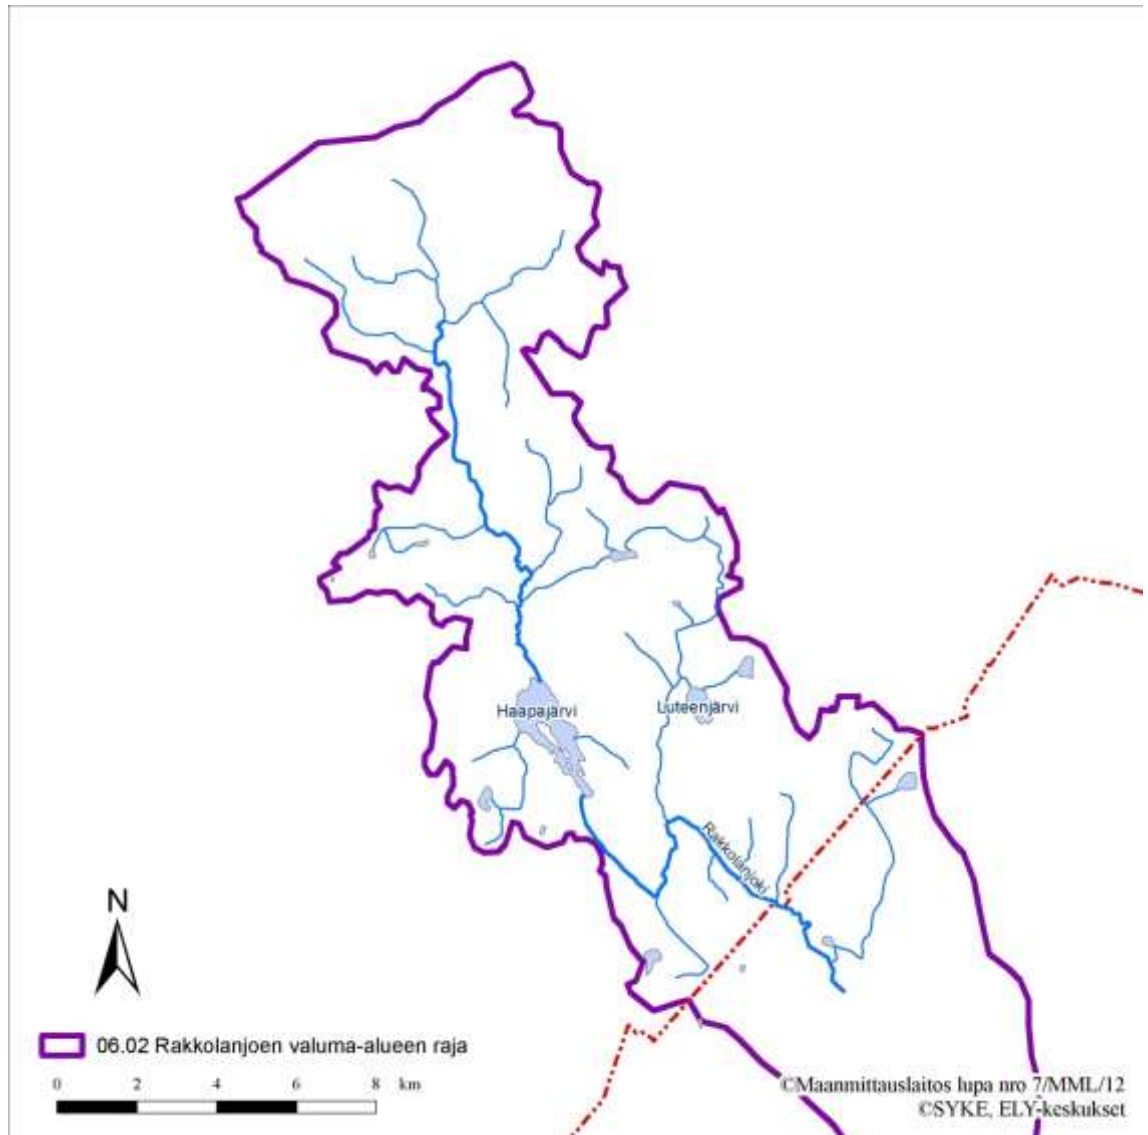 Haapajärvi
Luteenjärvi
Rakkolanjoki
N
06.02 Rakkolanjoen valuma-alueen raja
0 2 4 6 8 km
©Maanmittauslaitos lupa nro 7/MML/12
©SYKE, ELY-keskukset